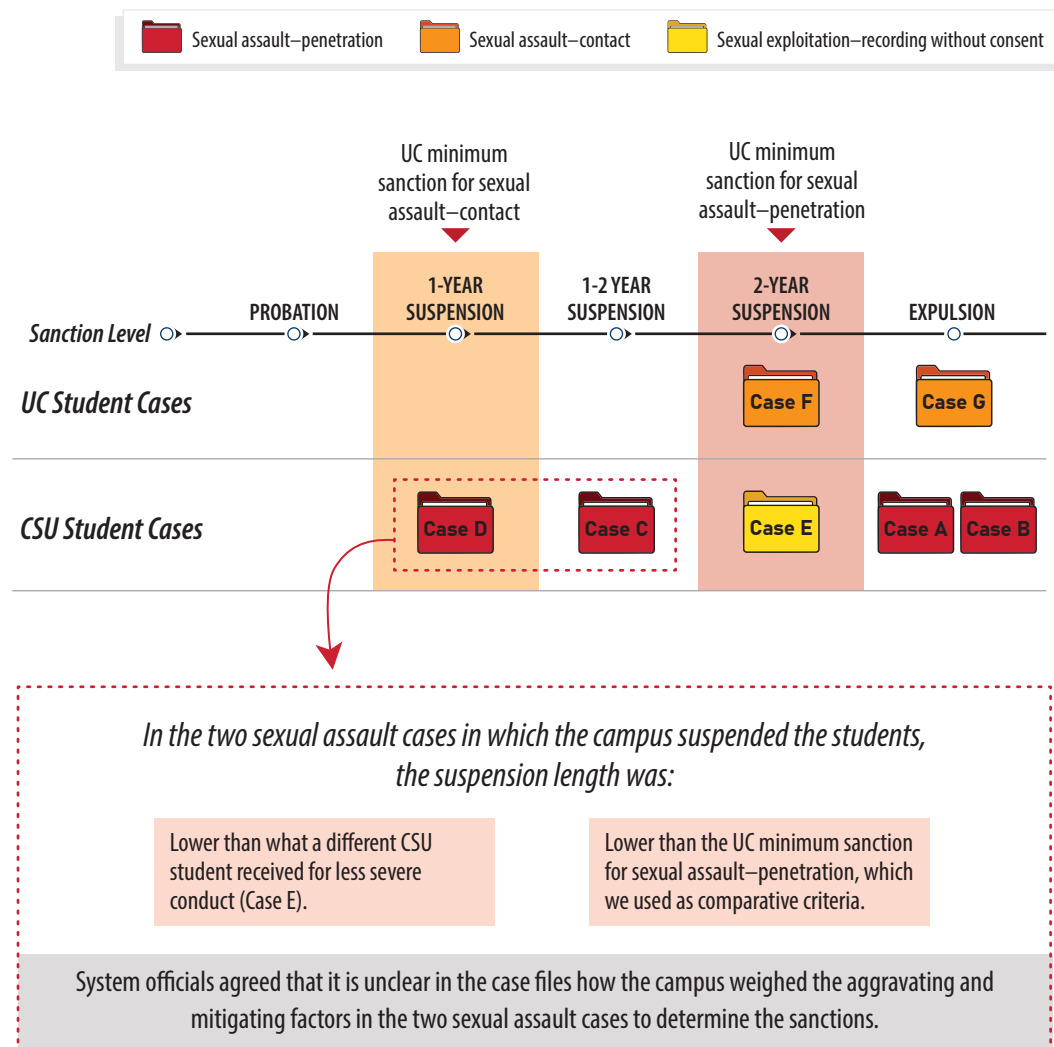 Sexual assault–penetration
Sexual assault–contact
Sexual exploitation–recording without consent
UC minimum
sanction for sexual
assault–contact
UC minimum
sanction for sexual
assault–penetration
Sanction Level
PROBATION
1-YEAR
SUSPENSION
1-2 YEAR
SUSPENSION
2-YEAR
SUSPENSION
EXPULSION
UC Student Cases
Case F
Case G
CSU Student Cases
Case D
Case C
Case E
Case A
Case B
In the two sexual assault cases in which the campus suspended the students,
the suspension length was:
Lower than what a different CSU
student received for less severe
conduct (Case E).
Lower than the UC minimum sanction
for sexual assault–penetration, which
we used as comparative criteria.
System officials agreed that it is unclear in the case files how the campus weighed the aggravating and
mitigating factors in the two sexual assault cases to determine the sanctions.